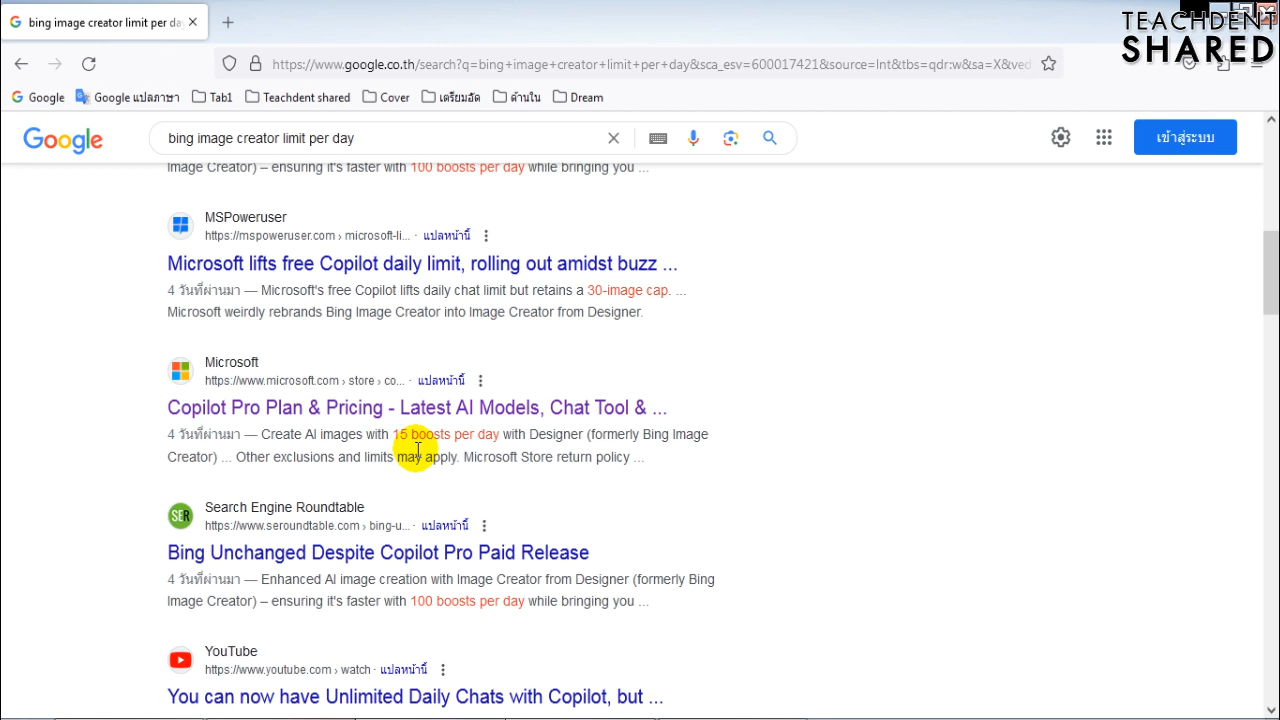 bing image creator limit per da
TEACHDENT
SHARED
https://www.google.co.th/search?q=bing+image+creator+limit+per+day&sca_esv=600017421&source=lnt&tbs=qdr:w&sa=X&ved
Google
Google แปลภาษา
Tab1
Teachdent shared
Cover
เตรียมอัด
ด้านใน
Dream
Google
bing image creator limit per day
เข้าสู่ระบบ
Image Creator) – ensuring it's faster with 100 boosts per day while bringing you ...
MSPoweruser
https://mspoweruser.com › microsoft-li... · แปลหน้านี้
Microsoft lifts free Copilot daily limit, rolling out amidst buzz ...
4 วันที่ผ่านมา — Microsoft's free Copilot lifts daily chat limit but retains a 30-image cap. ...
Microsoft weirdly rebrands Bing Image Creator into Image Creator from Designer.
Microsoft
https://www.microsoft.com › store › co... · แปลหน้านี้
Copilot Pro Plan & Pricing - Latest AI Models, Chat Tool & ...
4 วันที่ผ่านมา — Create AI images with 15 boosts per day with Designer (formerly Bing Image
Creator) ... Other exclusions and limits may apply. Microsoft Store return policy ...
SER
Search Engine Roundtable
https://www.seroundtable.com › bing-u... · แปลหน้านี้
Bing Unchanged Despite Copilot Pro Paid Release
4 วันที่ผ่านมา — Enhanced AI image creation with Image Creator from Designer (formerly Bing
Image Creator) – ensuring it's faster with 100 boosts per day while bringing you ...
YouTube
https://www.youtube.com › watch · แปลหน้านี้
You can now have Unlimited Daily Chats with Copilot, but ...